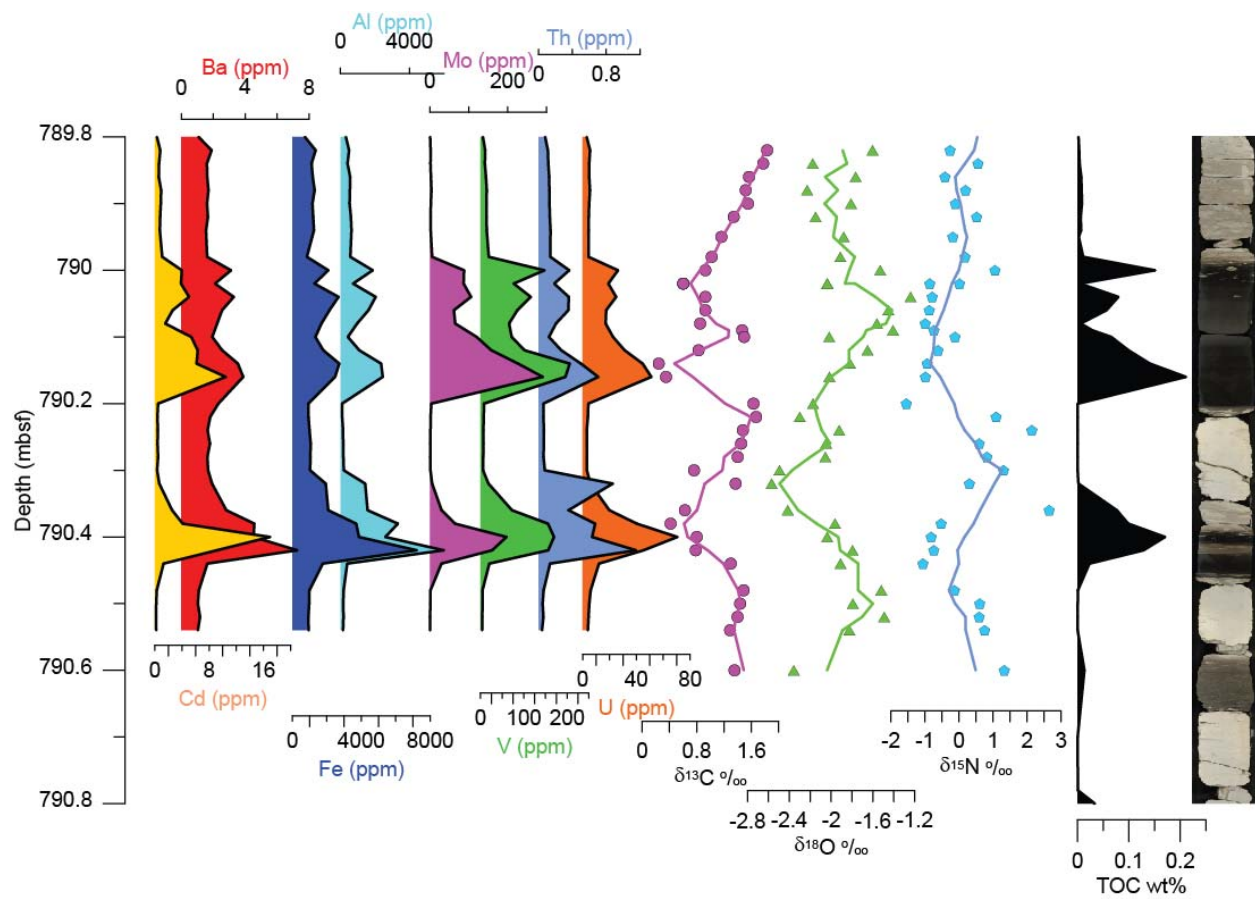 Al (ppm)
0 4000
Ba (ppm)
0 4 8
Mo (ppm)
0 200
Th (ppm)
0 0.8
Depth (mbsf)
789.8
790
790.2
790.4
790.6
790.8
0 8 16
Cd (ppm)
0 4000 8000
Fe (ppm)
0 100 200
V (ppm)
0 40 80
U (ppm)
0 0.8 1.6
δ¹³C ‰
-2.8 -2.4 -2 -1.6 -1.2
δ¹⁸O ‰
-2 -1 0 1 2 3
δ¹⁵N ‰
0 0.1 0.2
TOC wt%